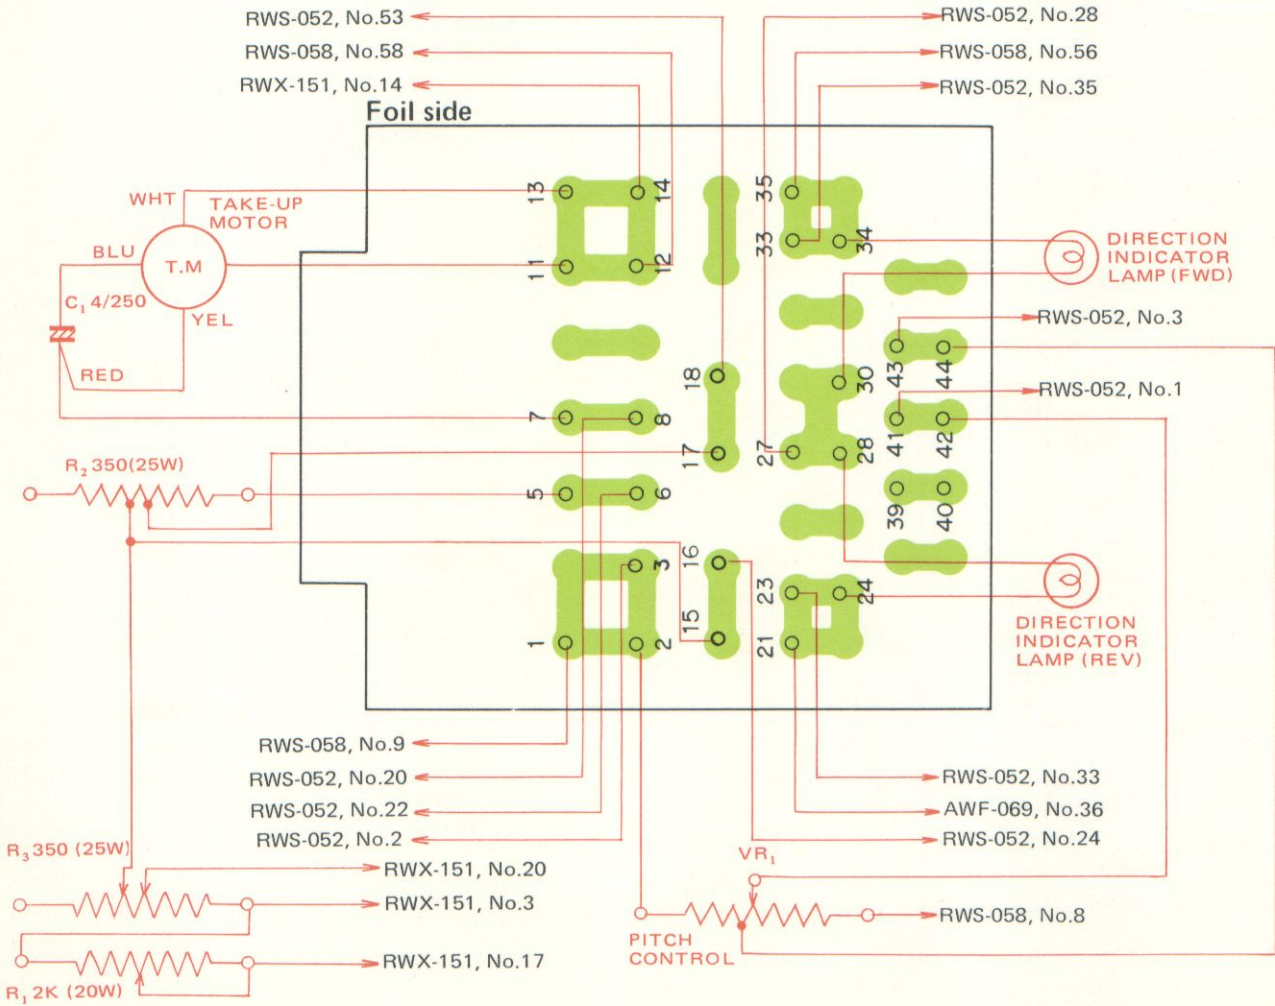 RWS-052, No.53
RWS-058, No.58
RWX-151, No.14
RWS-052, No.28
RWS-058, No.56
RWS-052, No.35
Foil side
WHT
TAKE-UP
MOTOR
BLU
T.M
C₁ 4/250
YEL
RED
R₂ 350(25W)
13
14
11
12
7
8
5
6
3
1
2
18
17
16
15
35
33
34
30
27
28
23
24
21
43
44
41
42
39
40
DIRECTION
INDICATOR
LAMP (FWD)
RWS-052, No.3
RWS-052, No.1
DIRECTION
INDICATOR
LAMP (REV)
RWS-058, No.9
RWS-052, No.20
RWS-052, No.22
RWS-052, No.2
RWS-052, No.33
AWF-069, No.36
RWS-052, No.24
R₃ 350 (25W)
RWX-151, No.20
RWX-151, No.3
RWX-151, No.17
R₁ 2K (20W)
VR₁
RWS-058, No.8
PITCH
CONTROL